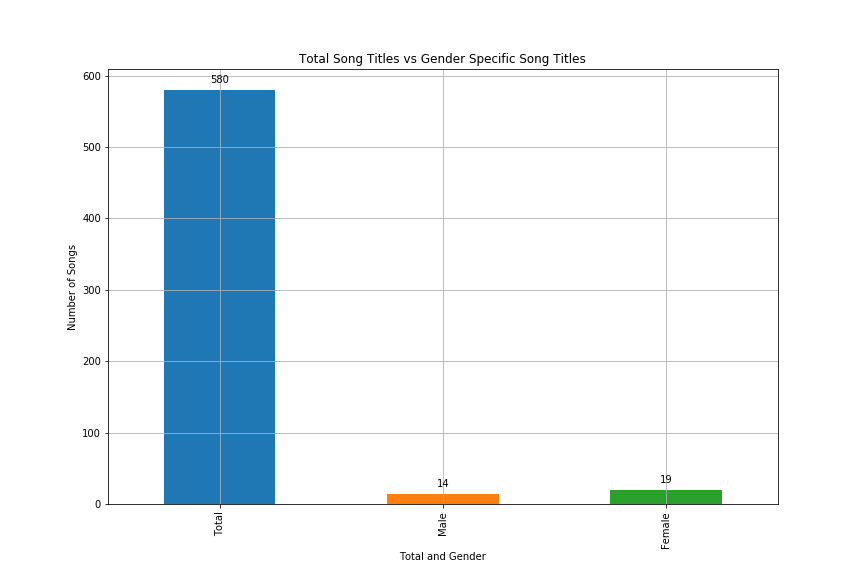 Total Song Titles vs Gender Specific Song Titles
580
600
500
400
300
200
100
0
14
19
Number of Songs
Total
Male
Female
Total and Gender